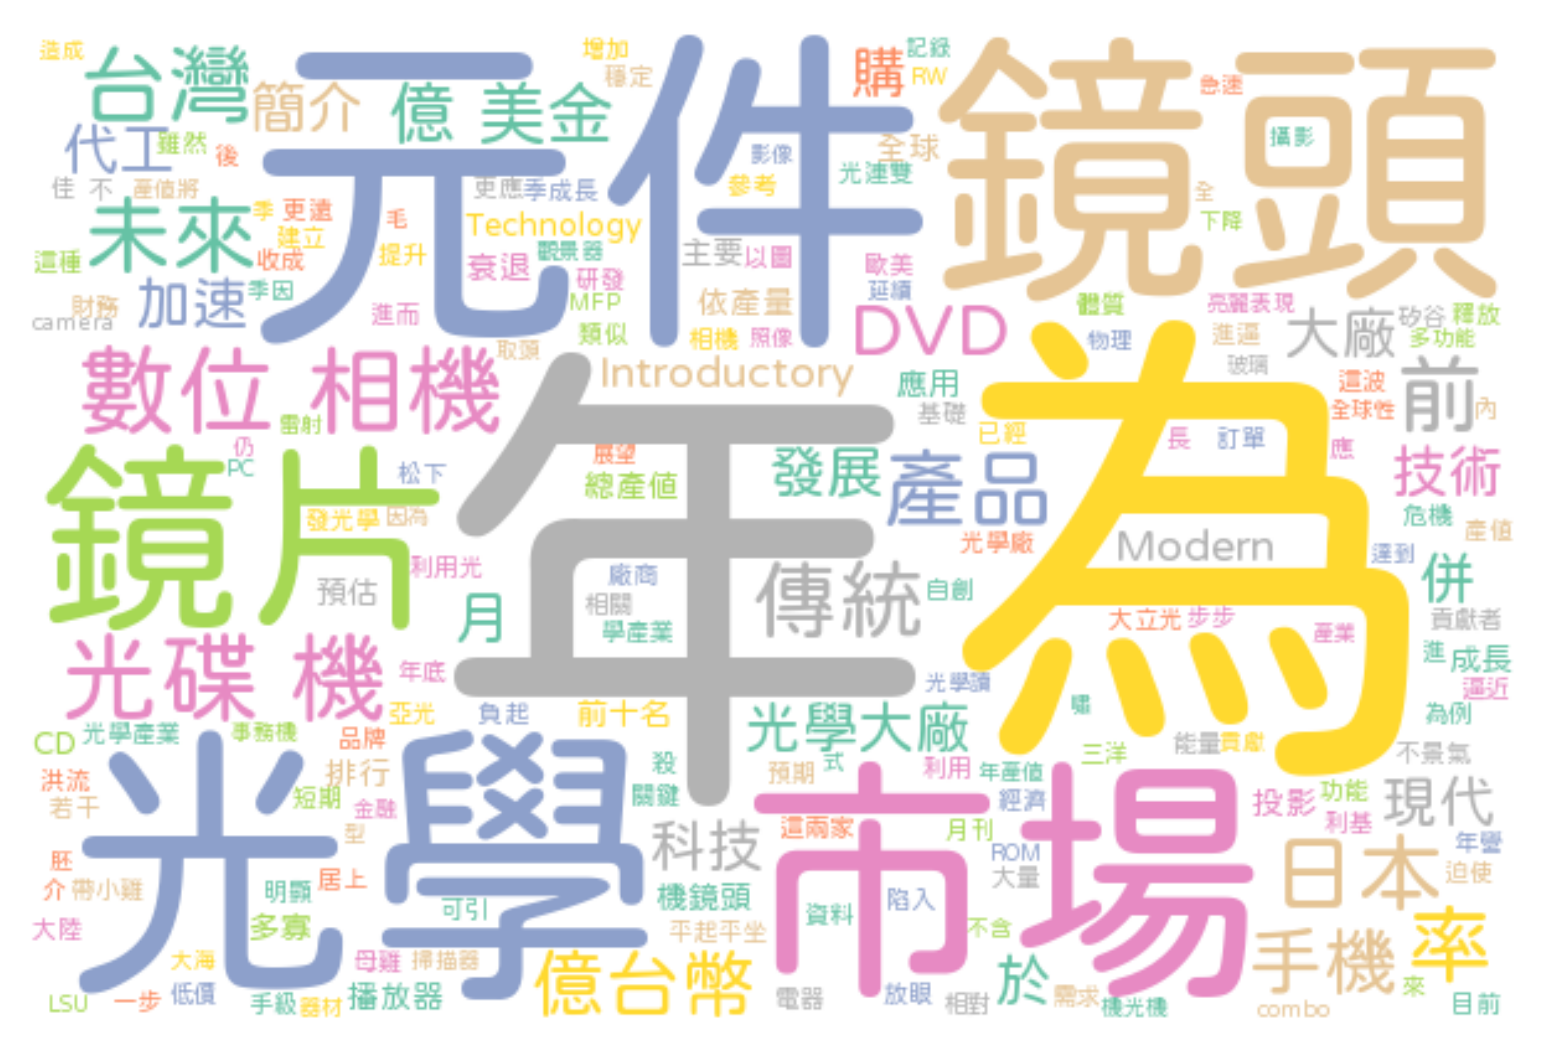 造成
增加
購
記錄
元件
鏡頭
台灣
簡介
億 美金
穩定
RW
急速
代工
雖然
後
影像
全球
攝影
佳 不
產值將
更應
季成長
參考
光連雙
全
未來
季
更遠
毛
Technology
下降
建立
這種
收成
提升
衰退
觀景器
主要
以圖
歐美
加速
季因
研發
延續
財務
camera
進而
MFP
依產量
體質
亮麗表現
類似
相機
照像
DVD
物理
進逼
大廠
矽谷
釋放
多功能
取頭
數位 相機
Introductory
應用
玻璃
這波
前
年
為
基礎
全球性
內
雷射
仍
PC
已經
長
訂單
應
鏡片
松下
展望
總產值
發展
產品
技術
發光學
因為
光學廠
Modern
危機
產值
利用光
廠商
達到
預估
相關
月
傳統
自創
併
學產業
大立光
步步
產業
貢獻者
光碟 機
年底
光學讀
進
成長
逼近
亞光
負起
前十名
光學大廠
嘯
為例
CD
光學產業
事務機
品牌
三洋
能量
貢獻
不景氣
光學
市場
洪流
排行
殺
預期
式
利用
年產值
若干
短期
金融
關鍵
經濟
投影
功能
現代
型
科技
這兩家
月刊
利基
年營
胚
ROM
介
帶小雞
明顯
居上
大量
日本
迫使
機鏡頭
可引
資料
陷入
大陸
多寡
平起平坐
不含
手機
率
大海
母雞
掃描器
億台幣
於
LSU
一步
低價
手級
器材
播放器
電器
放眼
相對
需求
機光機
combo
來
目前